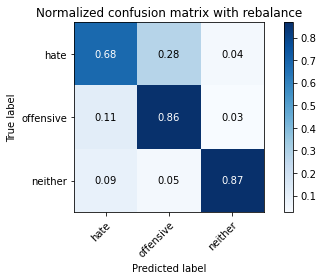 Normalized confusion matrix with rebalance
True label
hate
offensive
neither
0.68 0.28 0.04
0.11 0.86 0.03
0.09 0.05 0.87
hate
offensive
neither
Predicted label
0.8
0.7
0.6
0.5
0.4
0.3
0.2
0.1